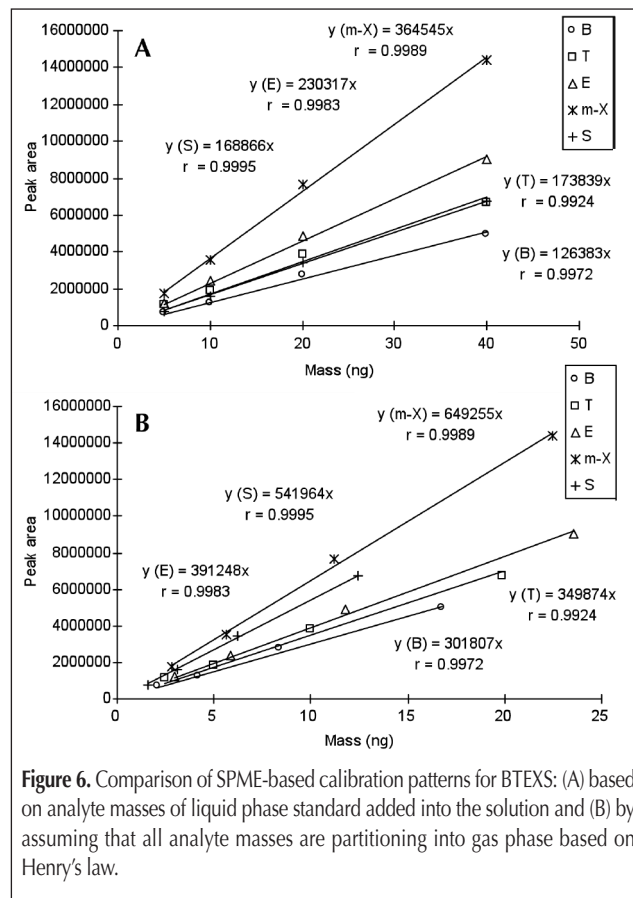 A
16000000
14000000
12000000
10000000
8000000
6000000
4000000
2000000
0
Peak area
0 10 20 30 40 50
Mass (ng)
y (m-X) = 364545x
r = 0.9989
y (E) = 230317x
r = 0.9983
y (S) = 168866x
r = 0.9995
y (T) = 173839x
r = 0.9924
y (B) = 126383x
r = 0.9972
B
T
E
m-X
S
B
16000000
14000000
12000000
10000000
8000000
6000000
4000000
2000000
0
Peak area
0 5 10 15 20 25
Mass (ng)
y (m-X) = 649255x
r = 0.9989
y (S) = 541964x
r = 0.9995
y (E) = 391248x
r = 0.9983
y (T) = 349874x
r = 0.9924
y (B) = 301807x
r = 0.9972
B
T
E
m-X
S
Figure 6. Comparison of SPME-based calibration patterns for BTEXS: (A) based
on analyte masses of liquid phase standard added into the solution and (B) by
assuming that all analyte masses are partitioning into gas phase based on
Henry's law.